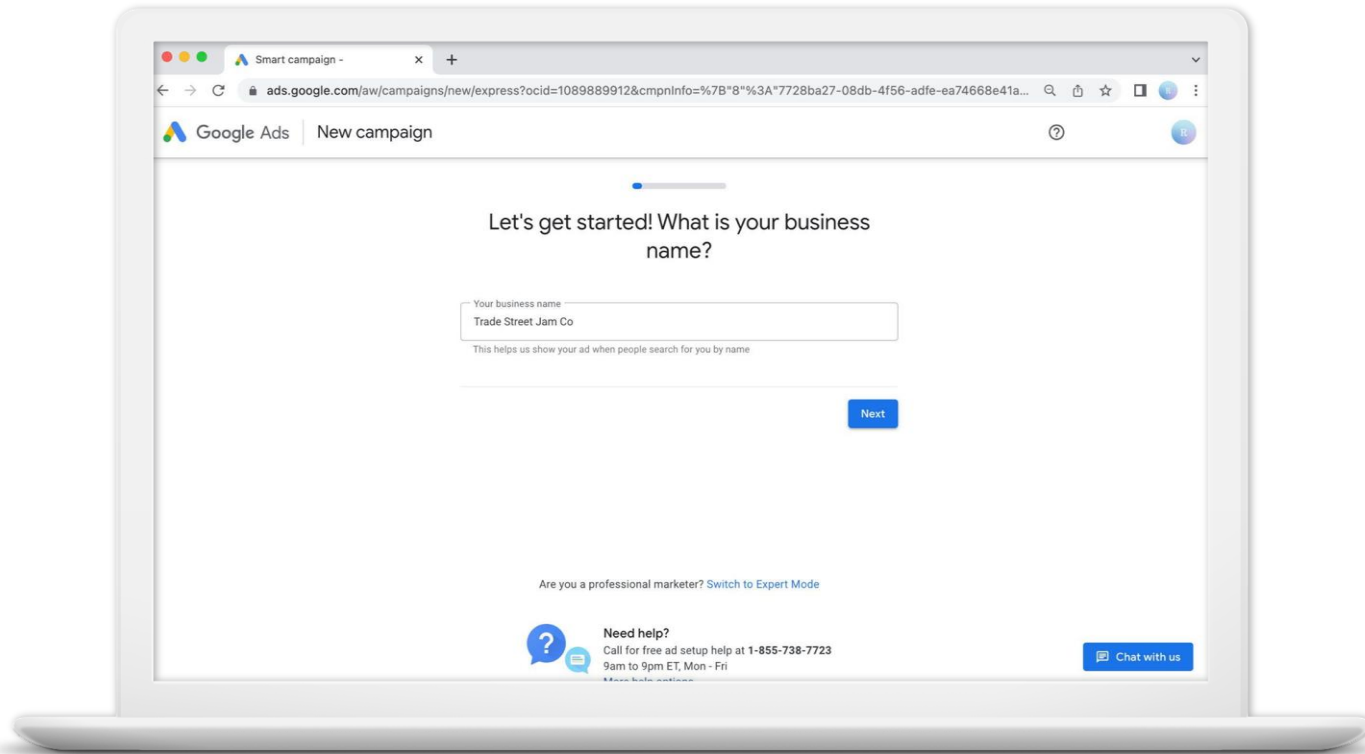 Smart campaign -
ads.google.com/aw/campaigns/new/express?ocid=1089889912&cmpnInfo=%7B"8"%3A"7728ba27-08db-4f56-adfe-ea74668e41a...
Google Ads New campaign
R
Let's get started! What is your business
name?
Your business name
Trade Street Jam Co
This helps us show your ad when people search for you by name
Next
Are you a professional marketer? Switch to Expert Mode
Need help?
Call for free ad setup help at 1-855-738-7723
9am to 9pm ET, Mon - Fri
More help options
Chat with us